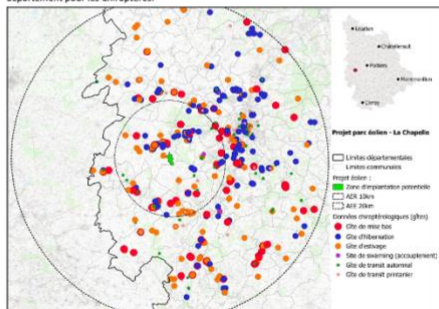 département pour les chiroptères.
Loudun
Châtellerault
Poitiers
Montmorillon
Civray
Projet parc éolien - La Chapelle
Limites départementales
Limites communales
Projet éolien :
Zone d'implantation potentielle
AER 10km
AEE 20km
Données chiroptérologiques (gîtes)
Gîte de mise bas
Gîte d'hibernation
Gîte d'estivage
Site de swarming (accouplement)
Gîte de transit automnal
Gîte de transit printanier